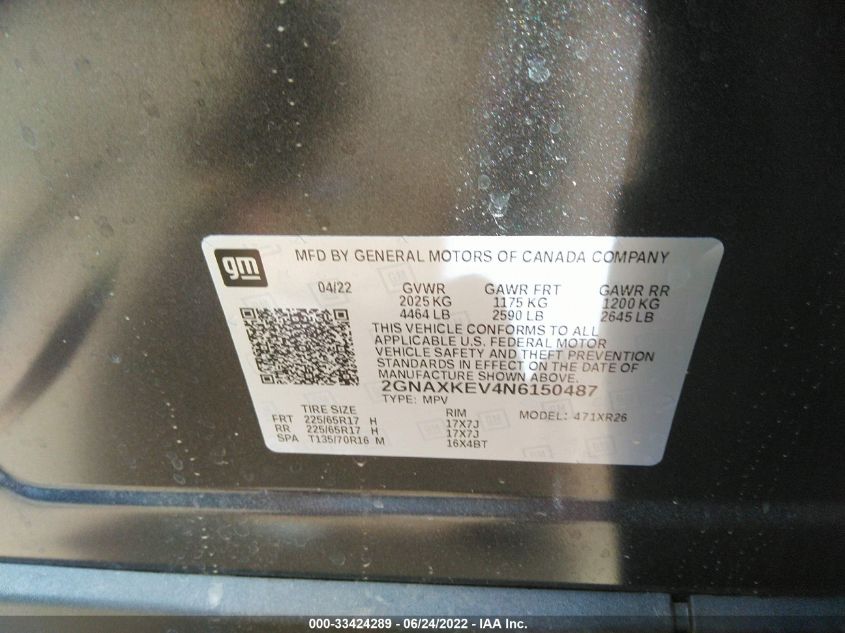 gm
MFD BY GENERAL MOTORS OF CANADA COMPANY
04/22 GVWR GAWR FRT GAWR RR
2025 KG 1175 KG 1200 KG
4464 LB 2590 LB 2645 LB
THIS VEHICLE CONFORMS TO ALL
APPLICABLE U.S. FEDERAL MOTOR
VEHICLE SAFETY AND THEFT PREVENTION
STANDARDS IN EFFECT ON THE DATE OF
MANUFACTURE SHOWN ABOVE.
2GNAXKEV4N6150487
TYPE: MPV
TIRE SIZE RIM MODEL: 471XR26
FRT 225/65R17 H 17X7J
RR 225/65R17 H 17X7J
SPA T135/70R16 M 16X4BT
000-33424289 - 06/24/2022 - IAA Inc.